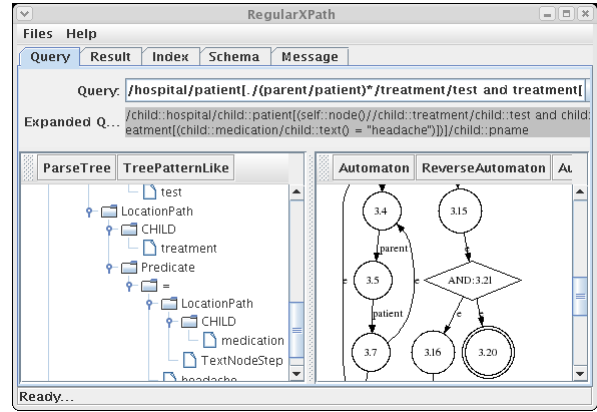 RegularXPath
Files Help
Query Result Index Schema Message
Query: /hospital/patient[./(parent/patient)*/treatment/test and treatment[
Expanded Q... /child::hospital/child::patient[(self::node()//child::treatment/child::test and child:
eatment[(child::medication/child::text() = "headache")])]/child::pname
ParseTree TreePatternLike
Automaton ReverseAutomaton Au
test
LocationPath
CHILD
treatment
Predicate
=
LocationPath
CHILD
medication
TextNodeStep
headache
3.4
3.15
parent
e
3.5
e
e
AND:3.21
patient
e
e
3.7
3.16
3.20
Ready...